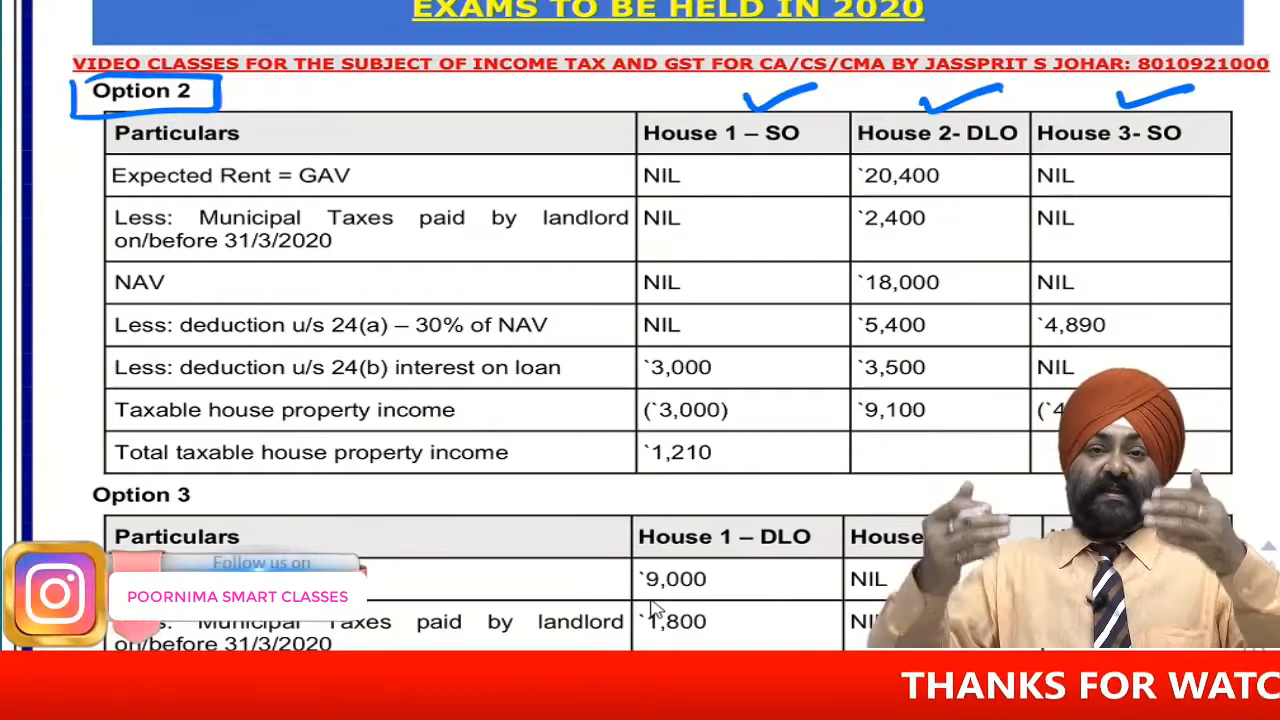 EXAMS TO BE HELD IN 2020
VIDEO CLASSES FOR THE SUBJECT OF INCOME TAX AND GST FOR CA/CS/CMA BY JASSPRIT S JOHAR: 8010921000
Option 2
Particulars House 1 – SO House 2- DLO House 3- SO
Expected Rent = GAV NIL `20,400 NIL
Less: Municipal Taxes paid by landlord NIL `2,400 NIL
on/before 31/3/2020
NAV NIL `18,000 NIL
Less: deduction u/s 24(a) – 30% of NAV NIL `5,400 `4,890
Less: deduction u/s 24(b) interest on loan `3,000 `3,500 NIL
Taxable house property income (`3,000) `9,100 (`4
Total taxable house property income `1,210
Option 3
Particulars House 1 – DLO House
Follow us on
`9,000 NIL
POORNIMA SMART CLASSES
Municipal Taxes paid by landlord `1,800
on/before 31/3/2020
THANKS FOR WATC